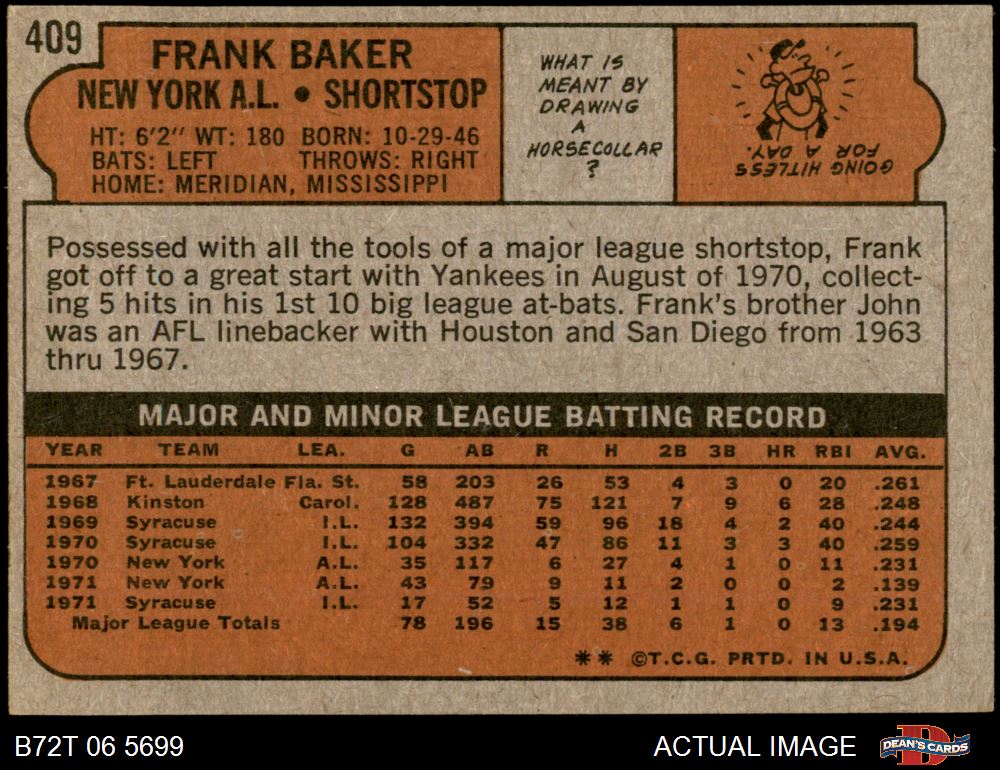 409
FRANK BAKER
NEW YORK A.L. • SHORTSTOP
HT: 6'2" WT: 180 BORN: 10-29-46
BATS: LEFT THROWS: RIGHT
HOME: MERIDIAN, MISSISSIPPI
WHAT IS
MEANT BY
DRAWING
A
HORSECOLLAR
?
GOING HITLESS
FOR A DAY.
Possessed with all the tools of a major league shortstop, Frank
got off to a great start with Yankees in August of 1970, collect-
ing 5 hits in his 1st 10 big league at-bats. Frank's brother John
was an AFL linebacker with Houston and San Diego from 1963
thru 1967.
MAJOR AND MINOR LEAGUE BATTING RECORD
YEAR TEAM LEA. G AB R H 2B 3B HR RBI AVG.
1967 Ft. Lauderdale Fla. St. 58 203 26 53 4 3 0 20 .261
1968 Kinston Carol. 128 487 75 121 7 9 6 28 .248
1969 Syracuse I.L. 132 394 59 96 18 4 2 40 .244
1970 Syracuse I.L. 104 332 47 86 11 3 3 40 .259
1970 New York A.L. 35 117 6 27 4 1 0 11 .231
1971 New York A.L. 43 79 9 11 2 0 0 2 .139
1971 Syracuse I.L. 17 52 5 12 1 1 0 9 .231
Major League Totals 78 196 15 38 6 1 0 13 .194
** ©T.C.G. PRTD. IN U.S.A.
B72T 06 5699
ACTUAL IMAGE
D
DEAN'S CARDS